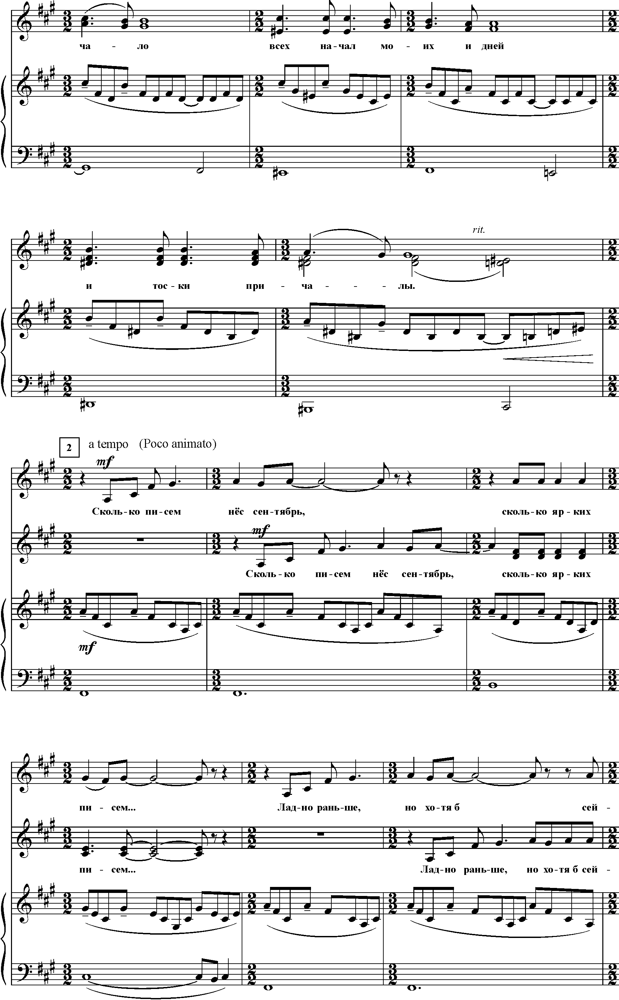 ча - ло всех на - чал мо - их и дней
rit.
и тос - ки при - ча - лы.
2 a tempo (Poco animato)
mf
Сколь - ко пи - сем нёс сен - тябрь, сколь - ко яр - ких
mf
Сколь - ко пи - сем нёс сен - тябрь, сколь - ко яр - ких
mf
пи - сем... Лад - но рань - ше, но хо - тя б сей -
пи - сем... Лад - но рань - ше, но хо - тя б сей -